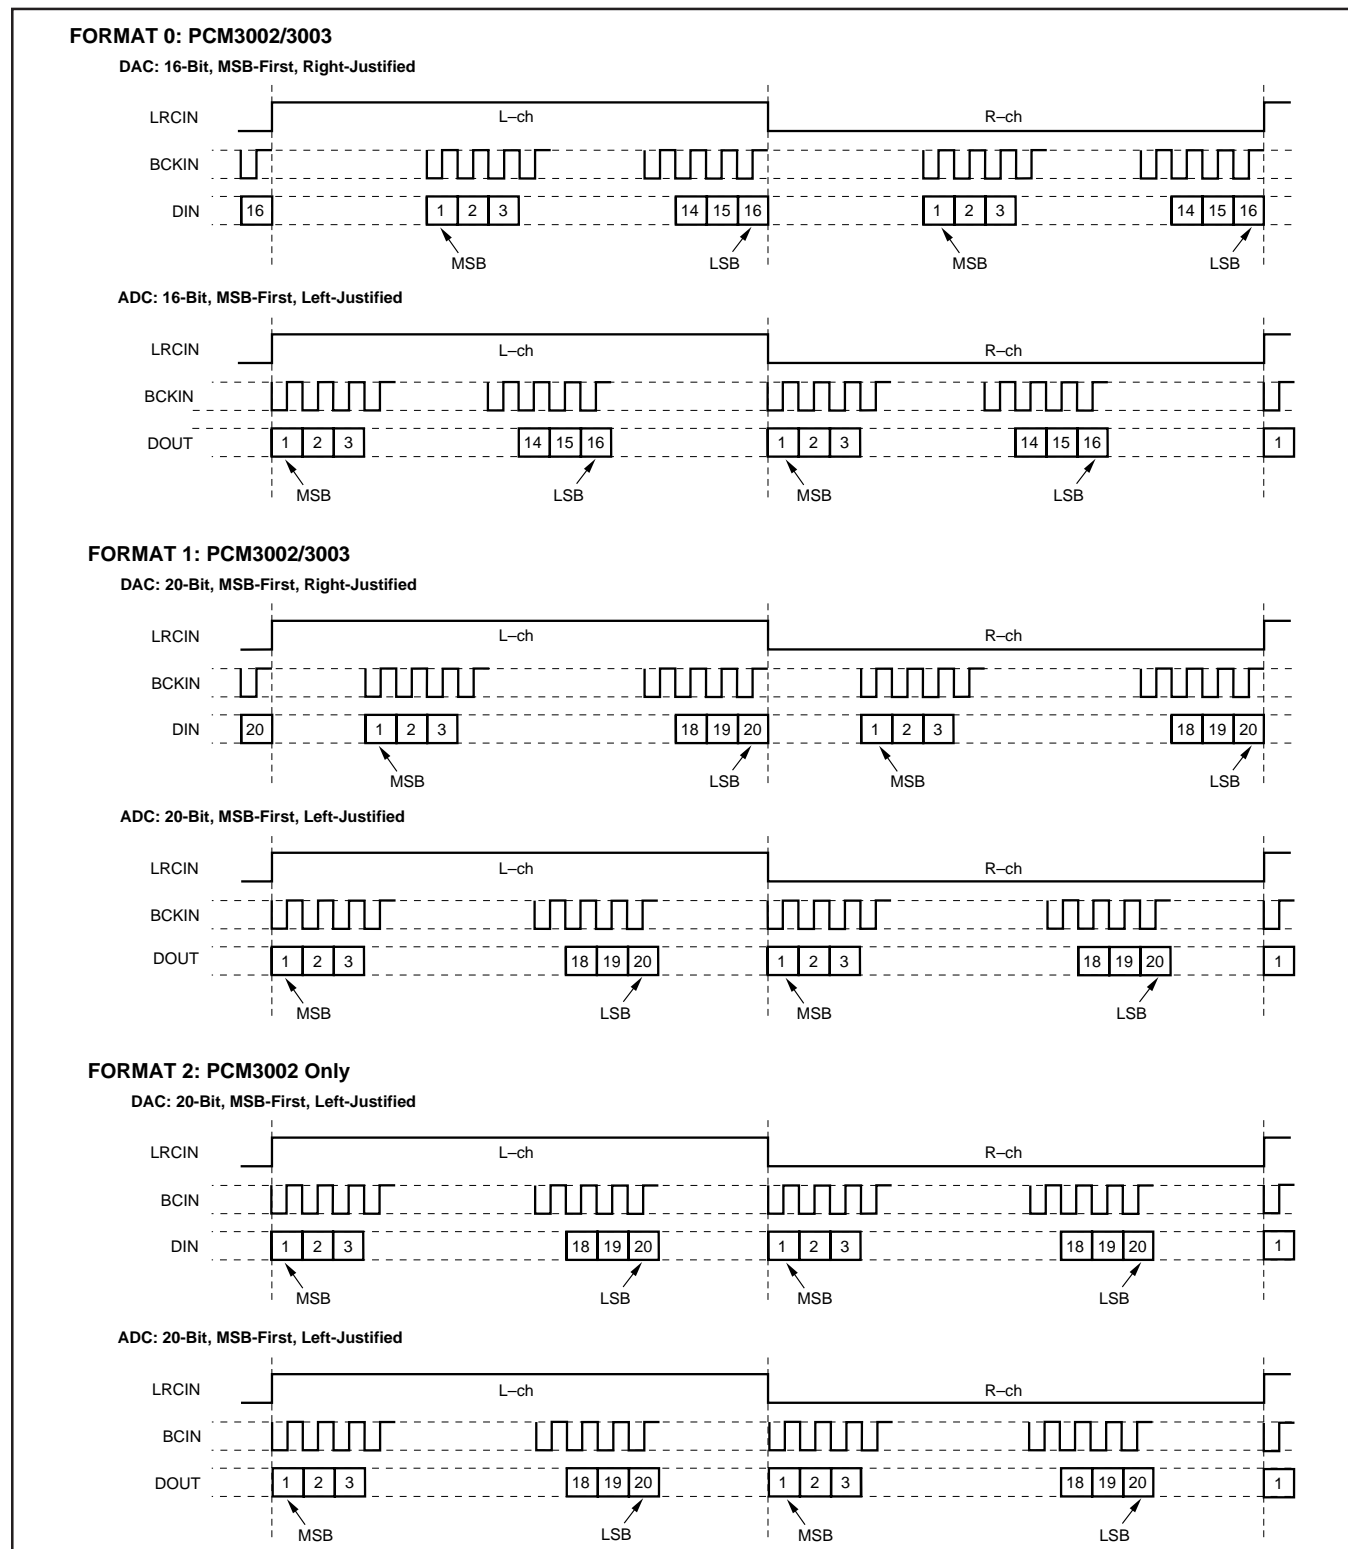 FORMAT 0: PCM3002/3003
DAC: 16-Bit, MSB-First, Right-Justified
LRCIN L–ch R–ch
BCKIN
DIN 16 1 2 3 14 15 16 1 2 3 14 15 16
MSB LSB MSB LSB
ADC: 16-Bit, MSB-First, Left-Justified
LRCIN L–ch R–ch
BCKIN
DOUT 1 2 3 14 15 16 1 2 3 14 15 16 1
MSB LSB MSB LSB
FORMAT 1: PCM3002/3003
DAC: 20-Bit, MSB-First, Right-Justified
LRCIN L–ch R–ch
BCKIN
DIN 20 1 2 3 18 19 20 1 2 3 18 19 20
MSB LSB MSB LSB
ADC: 20-Bit, MSB-First, Left-Justified
LRCIN L–ch R–ch
BCKIN
DOUT 1 2 3 18 19 20 1 2 3 18 19 20 1
MSB LSB MSB LSB
FORMAT 2: PCM3002 Only
DAC: 20-Bit, MSB-First, Left-Justified
LRCIN L–ch R–ch
BCIN
DIN 1 2 3 18 19 20 1 2 3 18 19 20 1
MSB LSB MSB LSB
ADC: 20-Bit, MSB-First, Left-Justified
LRCIN L–ch R–ch
BCIN
DOUT 1 2 3 18 19 20 1 2 3 18 19 20 1
MSB LSB MSB LSB